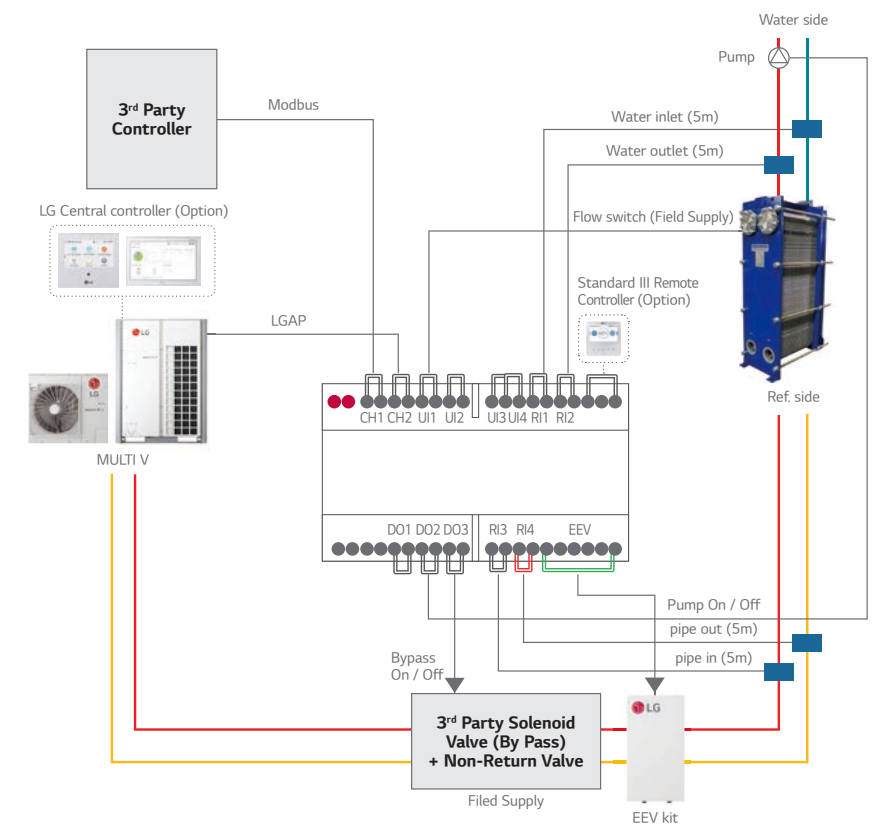 Water side
Pump
3rd Party
Controller
Modbus
Water inlet (5m)
Water outlet (5m)
LG Central controller (Option)
Flow switch (Field Supply)
Standard III Remote
Controller (Option)
LGAP
LG
LG
Ref. side
CH1 CH2 UI1 UI2 UI3 UI4 RI1 RI2
MULTI V
DO1 DO2 DO3 RI3 RI4 EEV
Pump On / Off
pipe out (5m)
pipe in (5m)
Bypass
On / Off
LG
3rd Party Solenoid
Valve (By Pass)
+ Non-Return Valve
Filed Supply
EEV kit